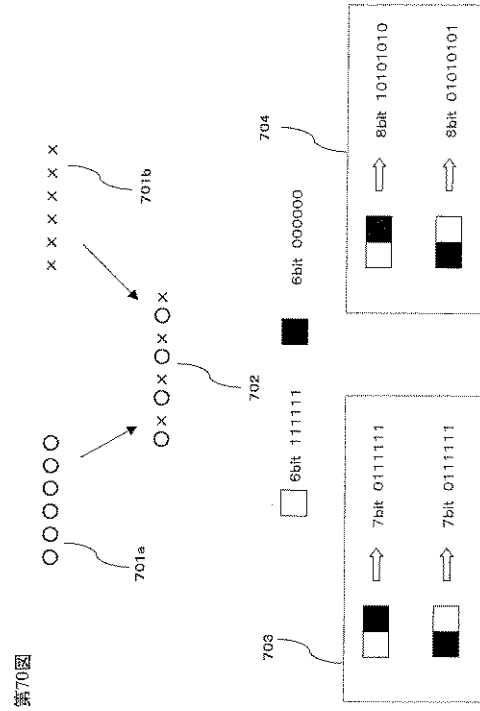 第70図
701a
○○○○○○
701b
××××××
702
○×○×○×○×
6bit 111111
6bit 000000
703
7bit 0111111
7bit 0111111
704
8bit 10101010
8bit 01010101